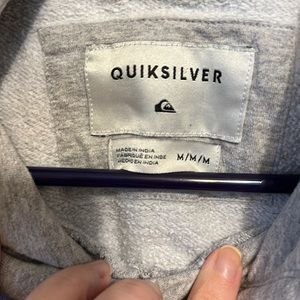 QUIKSILVER
MADE IN INDIA
FABRIQUÉ EN INDE
HECHO EN INDIA
M/M/M